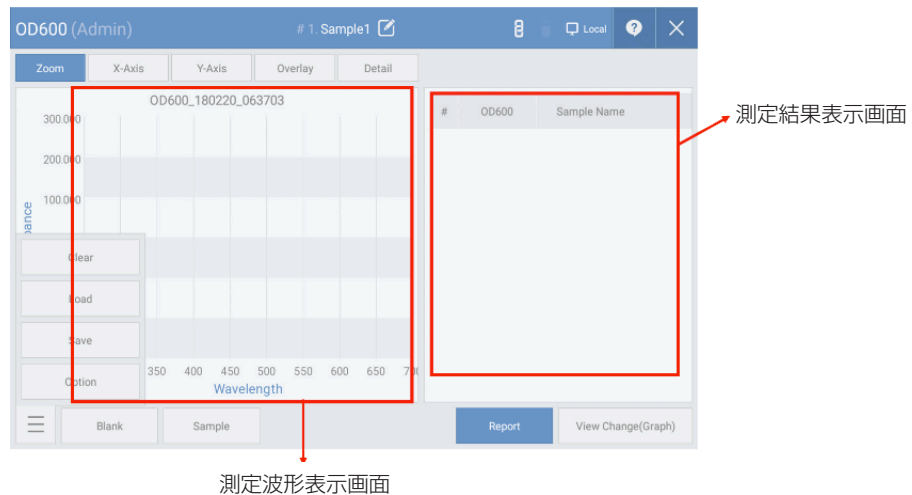 OD600 (Admin) # 1. Sample1 Local ?
Zoom X-Axis Y-Axis Overlay Detail
OD600_180220_063703
# OD600 Sample Name
測定結果表示画面
300.000
200.000
100.000
bance
Clear
Load
Save
Option
350 400 450 500 550 600 650 70
Wavelength
Blank Sample Report View Change(Graph)
測定波形表示画面